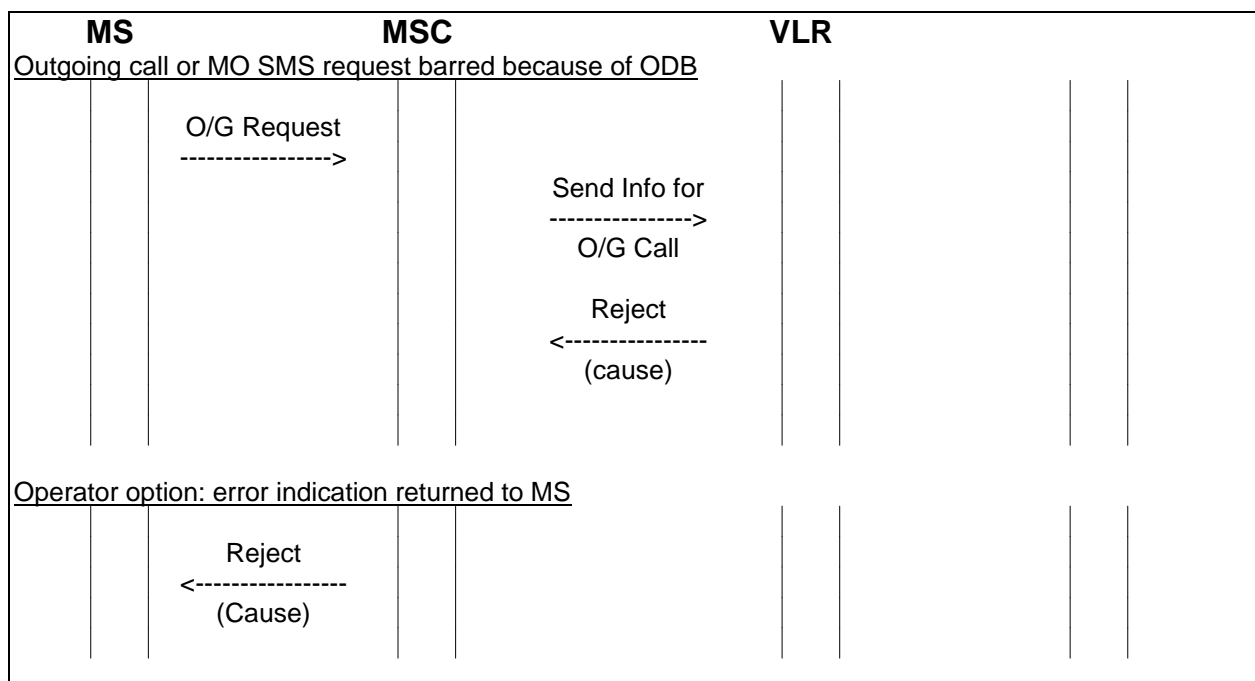 MS MSC VLR
Outgoing call or MO SMS request barred because of ODB
O/G Request
----------------->
Send Info for
---------------->
O/G Call
Reject
<----------------
(cause)
Operator option: error indication returned to MS
Reject
<-----------------
(Cause)